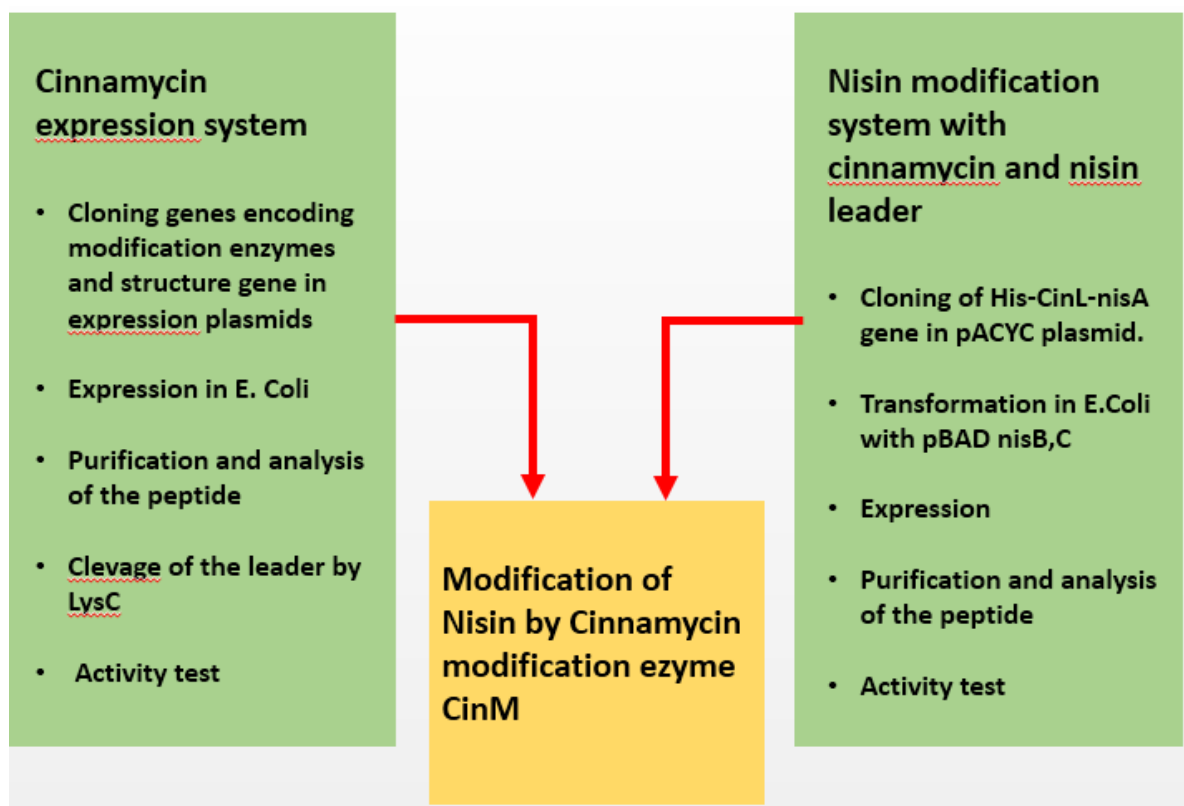 Cinnamycin
expression system
• Cloning genes encoding
modification enzymes
and structure gene in
expression plasmids
• Expression in E. Coli
• Purification and analysis
of the peptide
• Clevage of the leader by
LysC
• Activity test
Modification of
Nisin by Cinnamycin
modification ezyme
CinM
Nisin modification
system with
cinnamycin and nisin
leader
• Cloning of His-CinL-nisA
gene in pACYC plasmid.
• Transformation in E.Coli
with pBAD nisB,C
• Expression
• Purification and analysis
of the peptide
• Activity test